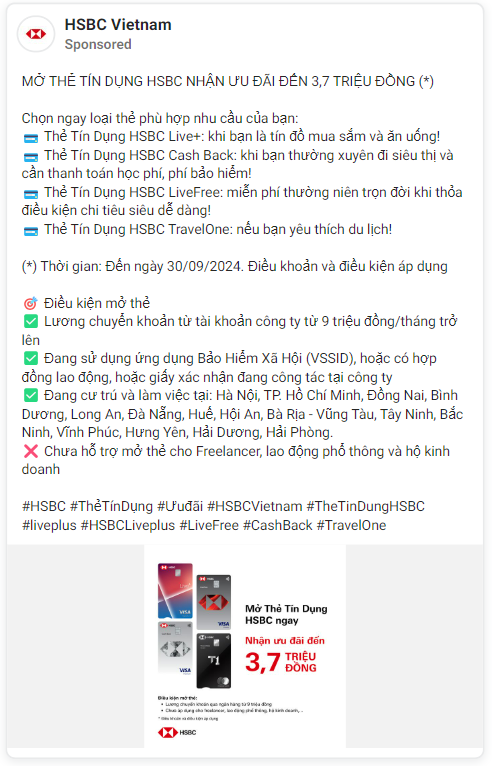 HSBC Vietnam
Sponsored
MỞ THẺ TÍN DỤNG HSBC NHẬN ƯU ĐÃI ĐẾN 3,7 TRIỆU ĐỒNG (*)
Chọn ngay loại thẻ phù hợp nhu cầu của bạn:
💳 Thẻ Tín Dụng HSBC Live+: khi bạn là tín đồ mua sắm và ăn uống!
💳 Thẻ Tín Dụng HSBC Cash Back: khi bạn thường xuyên đi siêu thị và
cần thanh toán học phí, phí bảo hiểm!
💳 Thẻ Tín Dụng HSBC LiveFree: miễn phí thường niên trọn đời khi thỏa
điều kiện chi tiêu siêu dễ dàng!
💳 Thẻ Tín Dụng HSBC TravelOne: nếu bạn yêu thích du lịch!
(*) Thời gian: Đến ngày 30/09/2024. Điều khoản và điều kiện áp dụng
🎯 Điều kiện mở thẻ
✅ Lương chuyển khoản từ tài khoản công ty từ 9 triệu đồng/tháng trở
lên
✅ Đang sử dụng ứng dụng Bảo Hiểm Xã Hội (VSSID), hoặc có hợp
đồng lao động, hoặc giấy xác nhận đang công tác tại công ty
✅ Đang cư trú và làm việc tại: Hà Nội, TP. Hồ Chí Minh, Đồng Nai, Bình
Dương, Long An, Đà Nẵng, Huế, Hội An, Bà Rịa - Vũng Tàu, Tây Ninh, Bắc
Ninh, Vĩnh Phúc, Hưng Yên, Hải Dương, Hải Phòng.
❌ Chưa hỗ trợ mở thẻ cho Freelancer, lao động phổ thông và hộ kinh
doanh
#HSBC #ThẻTínDụng #Ưuđãi #HSBCVietnam #TheTinDungHSBC
#liveplus #HSBCLiveplus #LiveFree #CashBack #TravelOne
HSBC
VISA
HSBC
VISA
HSBC
VISA
HSBC
T1
Mở Thẻ Tín Dụng
HSBC ngay
Nhận ưu đãi đến
3,7 TRIỆU
ĐỒNG
Điều kiện mở thẻ:
• Lương chuyển khoản qua ngân hàng từ 9 triệu đồng
• Chưa áp dụng cho freelancer, lao động phổ thông, hộ kinh doanh,...
* Điều khoản và điều kiện áp dụng
HSBC